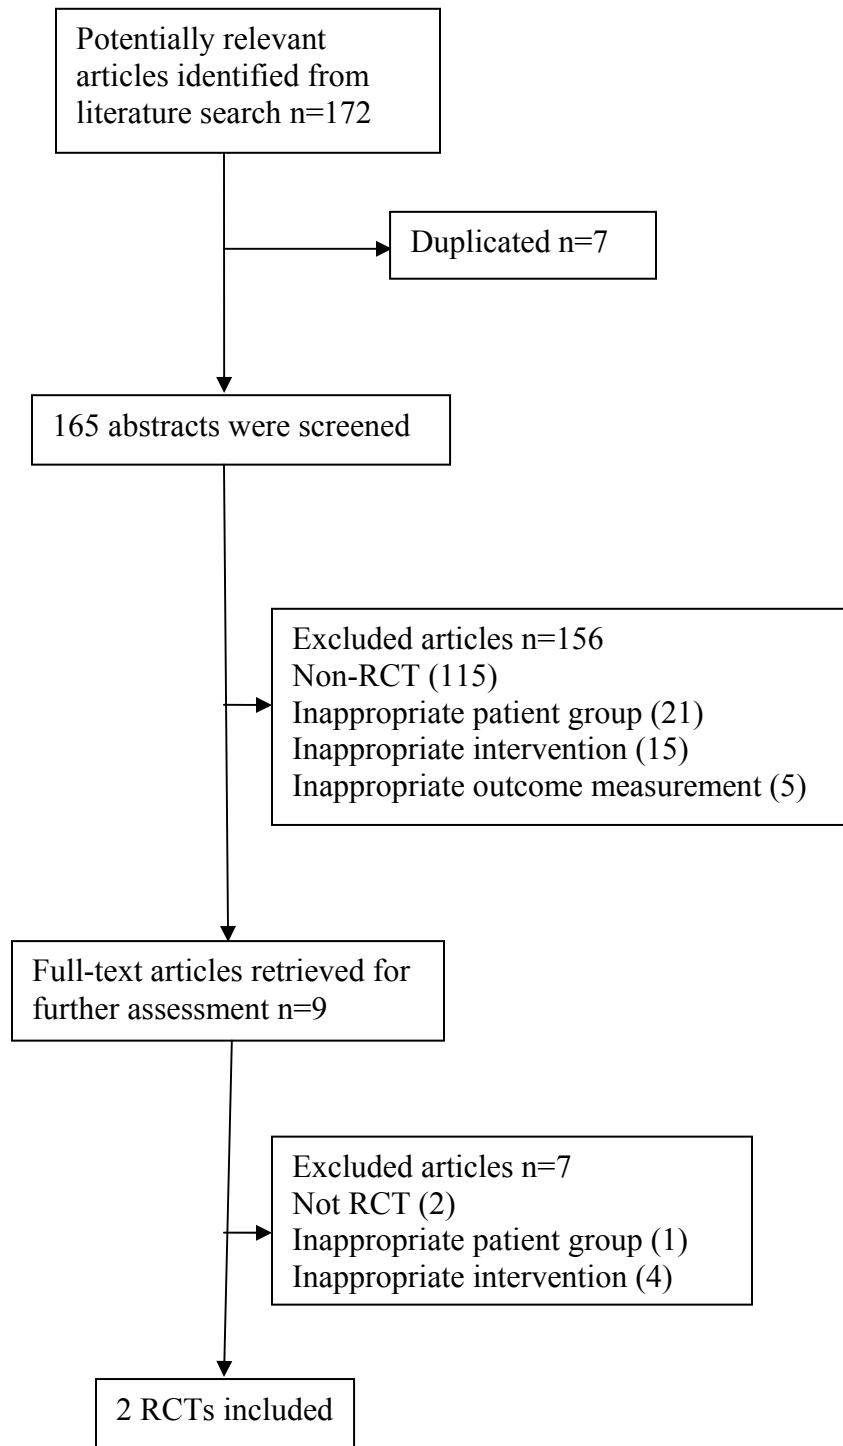 Potentially relevant
articles identified from
literature search n=172
Duplicated n=7
165 abstracts were screened
Excluded articles n=156
Non-RCT (115)
Inappropriate patient group (21)
Inappropriate intervention (15)
Inappropriate outcome measurement (5)
Full-text articles retrieved for
further assessment n=9
Excluded articles n=7
Not RCT (2)
Inappropriate patient group (1)
Inappropriate intervention (4)
2 RCTs included